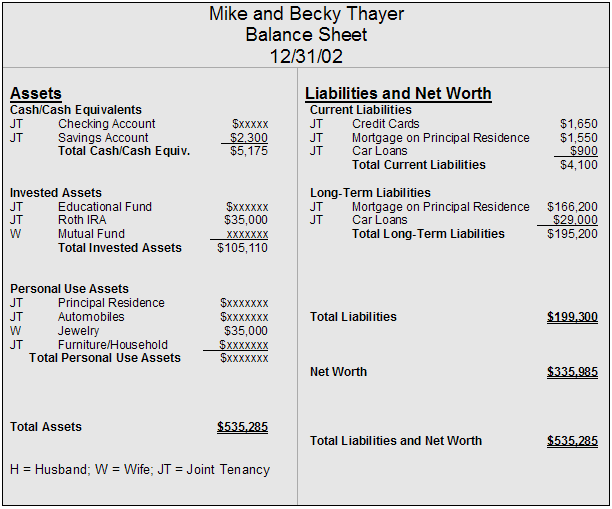 Mike and Becky Thayer
Balance Sheet
12/31/02
Assets
Cash/Cash Equivalents
JT Checking Account $xxxxx
JT Savings Account $2,300
Total Cash/Cash Equiv. $5,175
Invested Assets
JT Educational Fund $xxxxxx
JT Roth IRA $35,000
W Mutual Fund xxxxxxx
Total Invested Assets $105,110
Personal Use Assets
JT Principal Residence $xxxxxxx
JT Automobiles $xxxxxxx
W Jewelry $35,000
JT Furniture/Household $xxxxxxx
Total Personal Use Assets $xxxxxxx
Total Assets $535,285
H = Husband; W = Wife; JT = Joint Tenancy
Liabilities and Net Worth
Current Liabilities
JT Credit Cards $1,650
JT Mortgage on Principal Residence $1,550
JT Car Loans $900
Total Current Liabilities $4,100
Long-Term Liabilities
JT Mortgage on Principal Residence $166,200
JT Car Loans $29,000
Total Long-Term Liabilities $195,200
Total Liabilities $199,300
Net Worth $335,985
Total Liabilities and Net Worth $535,285